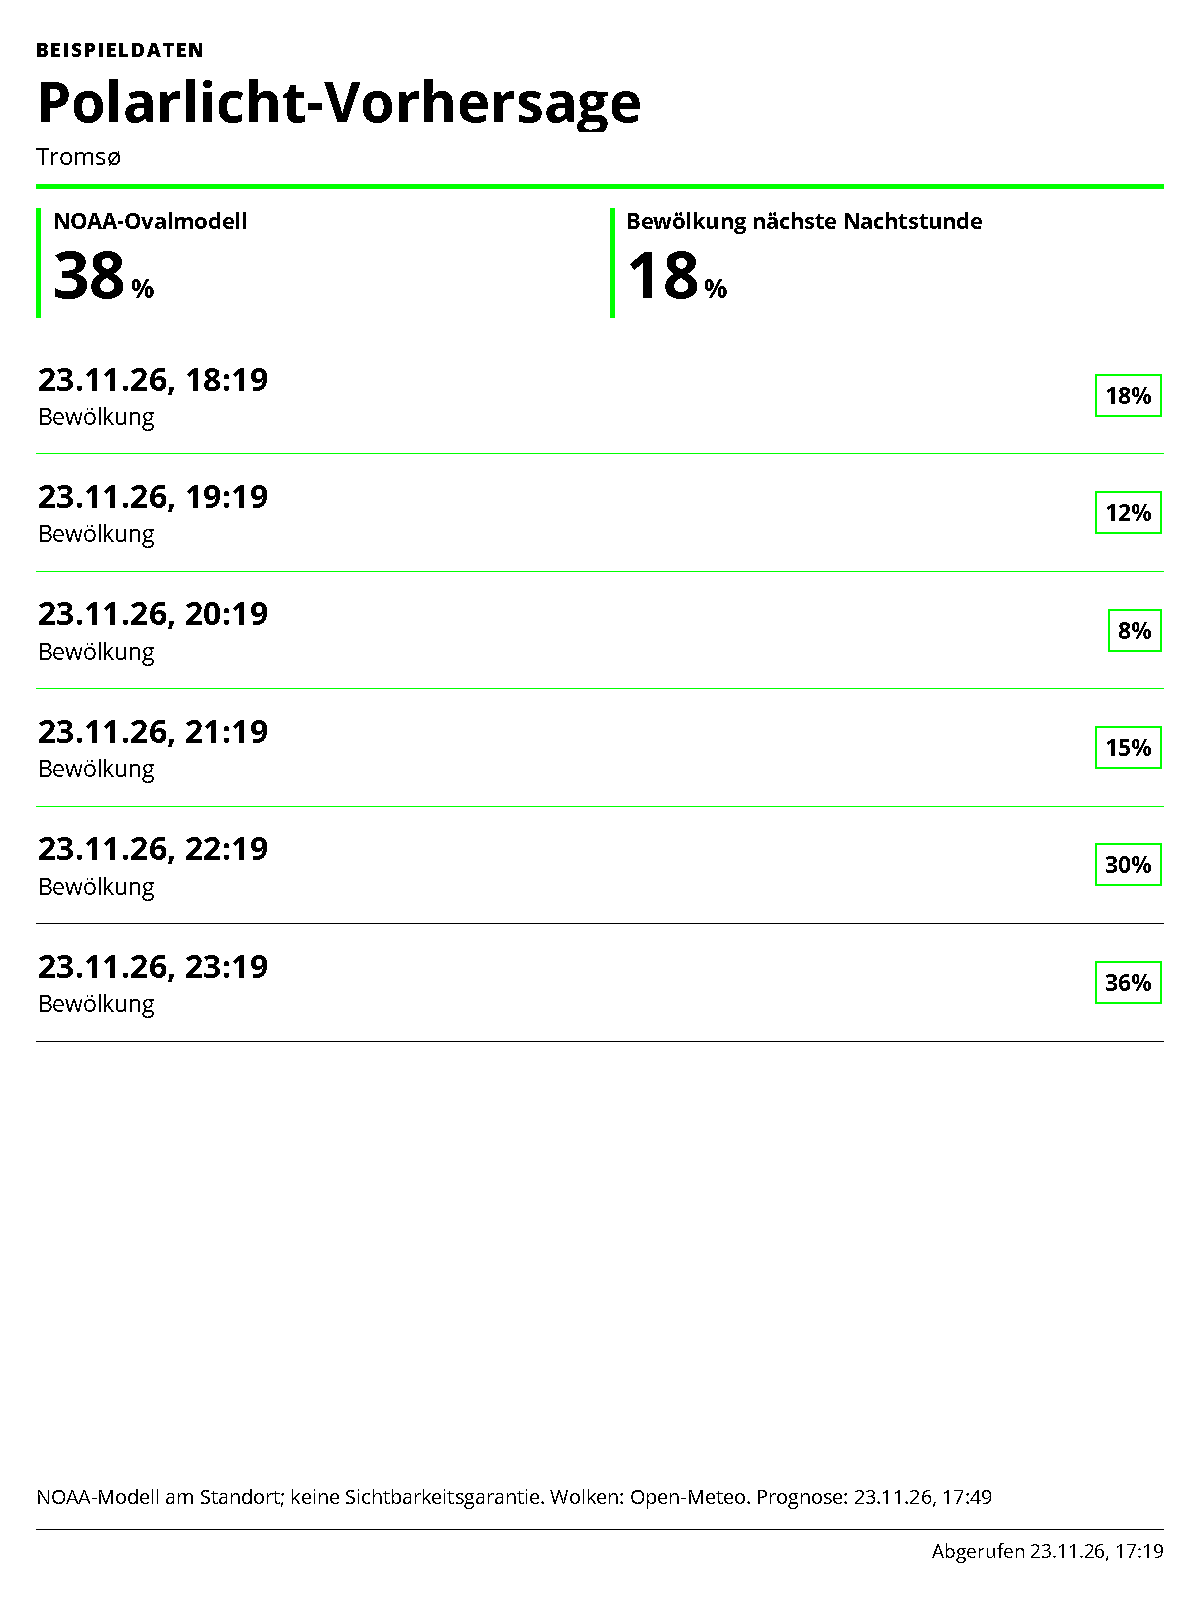 BEISPIELDATEN
Polarlicht-Vorhersage
Tromsø
NOAA-Ovalmodell
38 %
Bewölkung nächste Nachtstunde
18 %
23.11.26, 18:19
Bewölkung
18%
23.11.26, 19:19
Bewölkung
12%
23.11.26, 20:19
Bewölkung
8%
23.11.26, 21:19
Bewölkung
15%
23.11.26, 22:19
Bewölkung
30%
23.11.26, 23:19
Bewölkung
36%
NOAA-Modell am Standort; keine Sichtbarkeitsgarantie. Wolken: Open-Meteo. Prognose: 23.11.26, 17:49
Abgerufen 23.11.26, 17:19